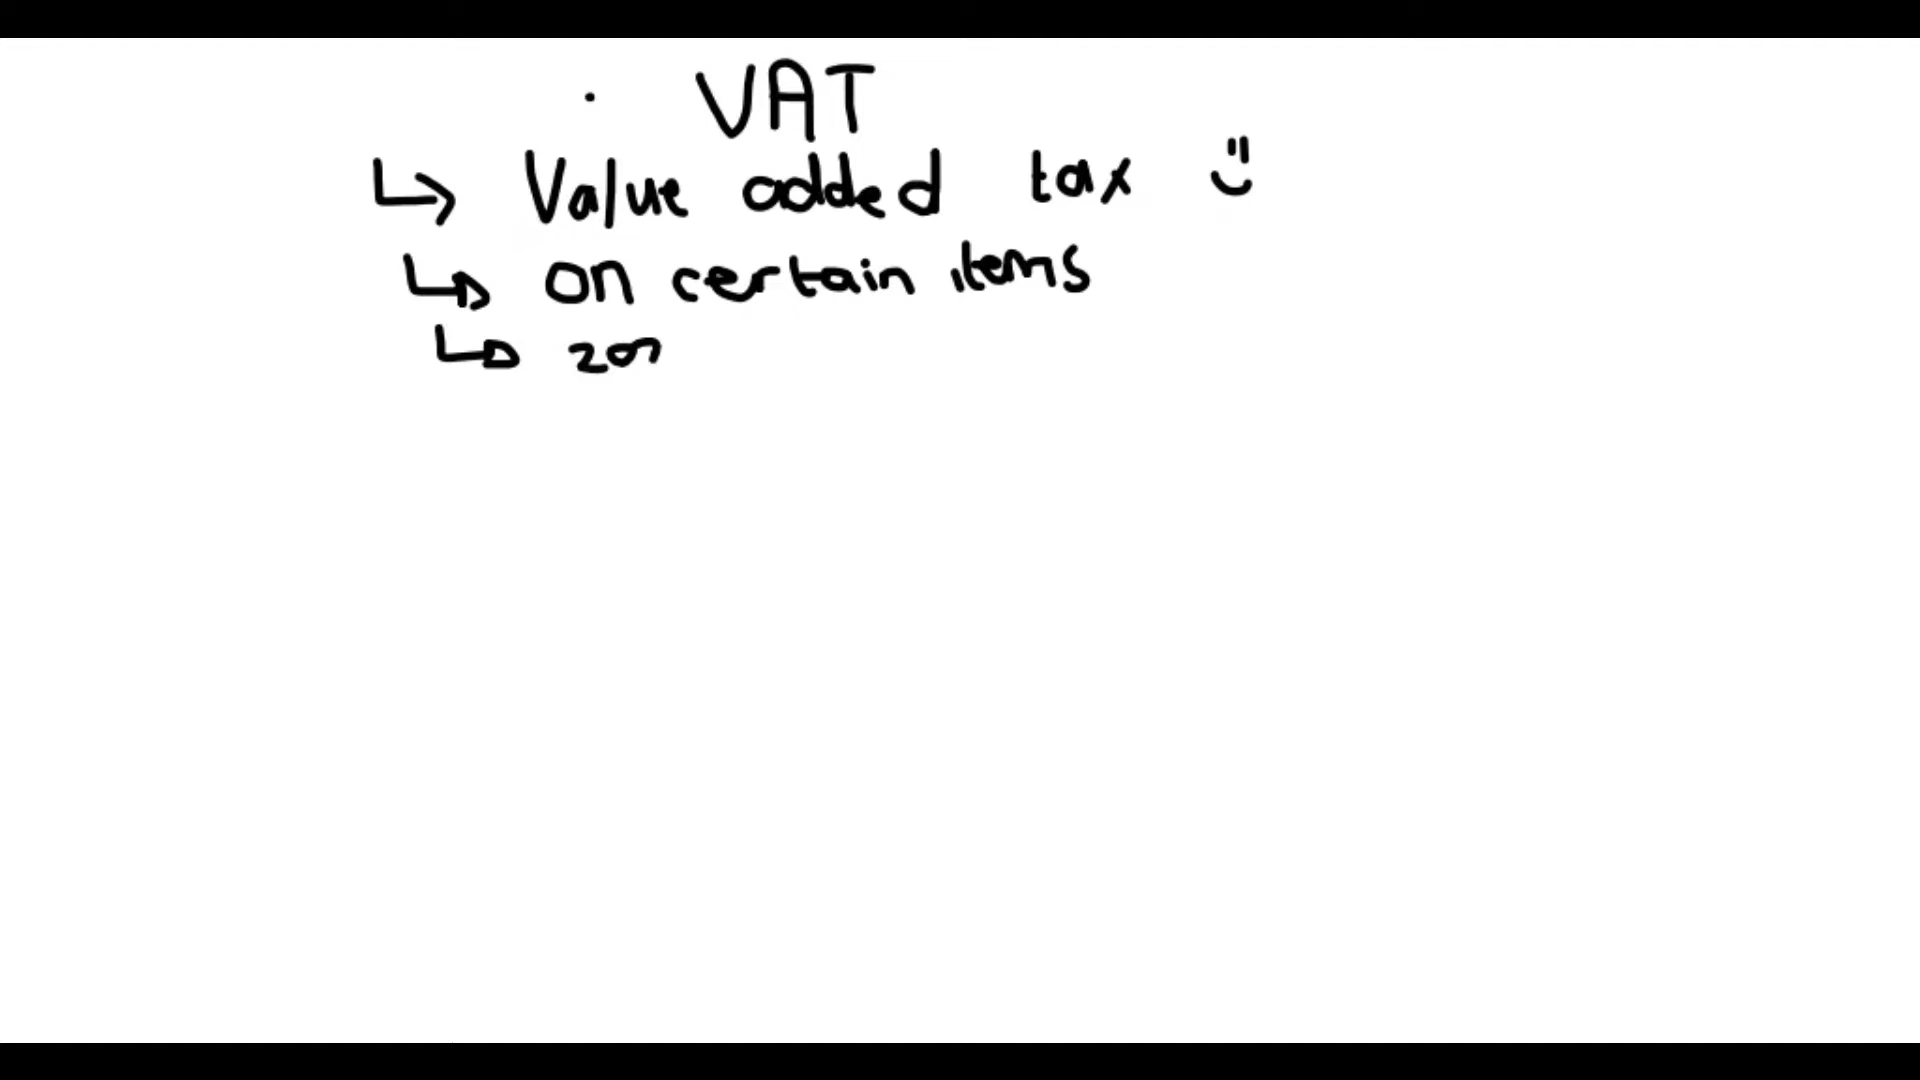 VAT
↳ Value added tax
↳ on certain items
↳ 20